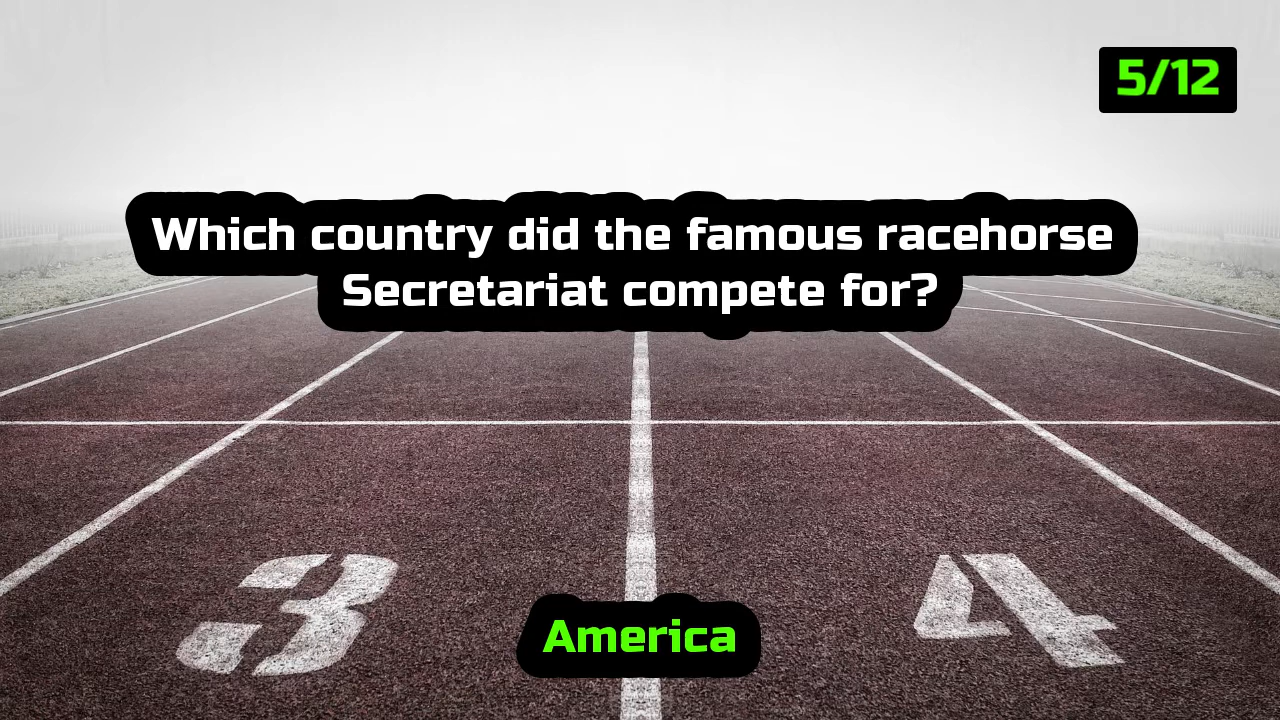 5/12
Which country did the famous racehorse
Secretariat compete for?
3 4
America